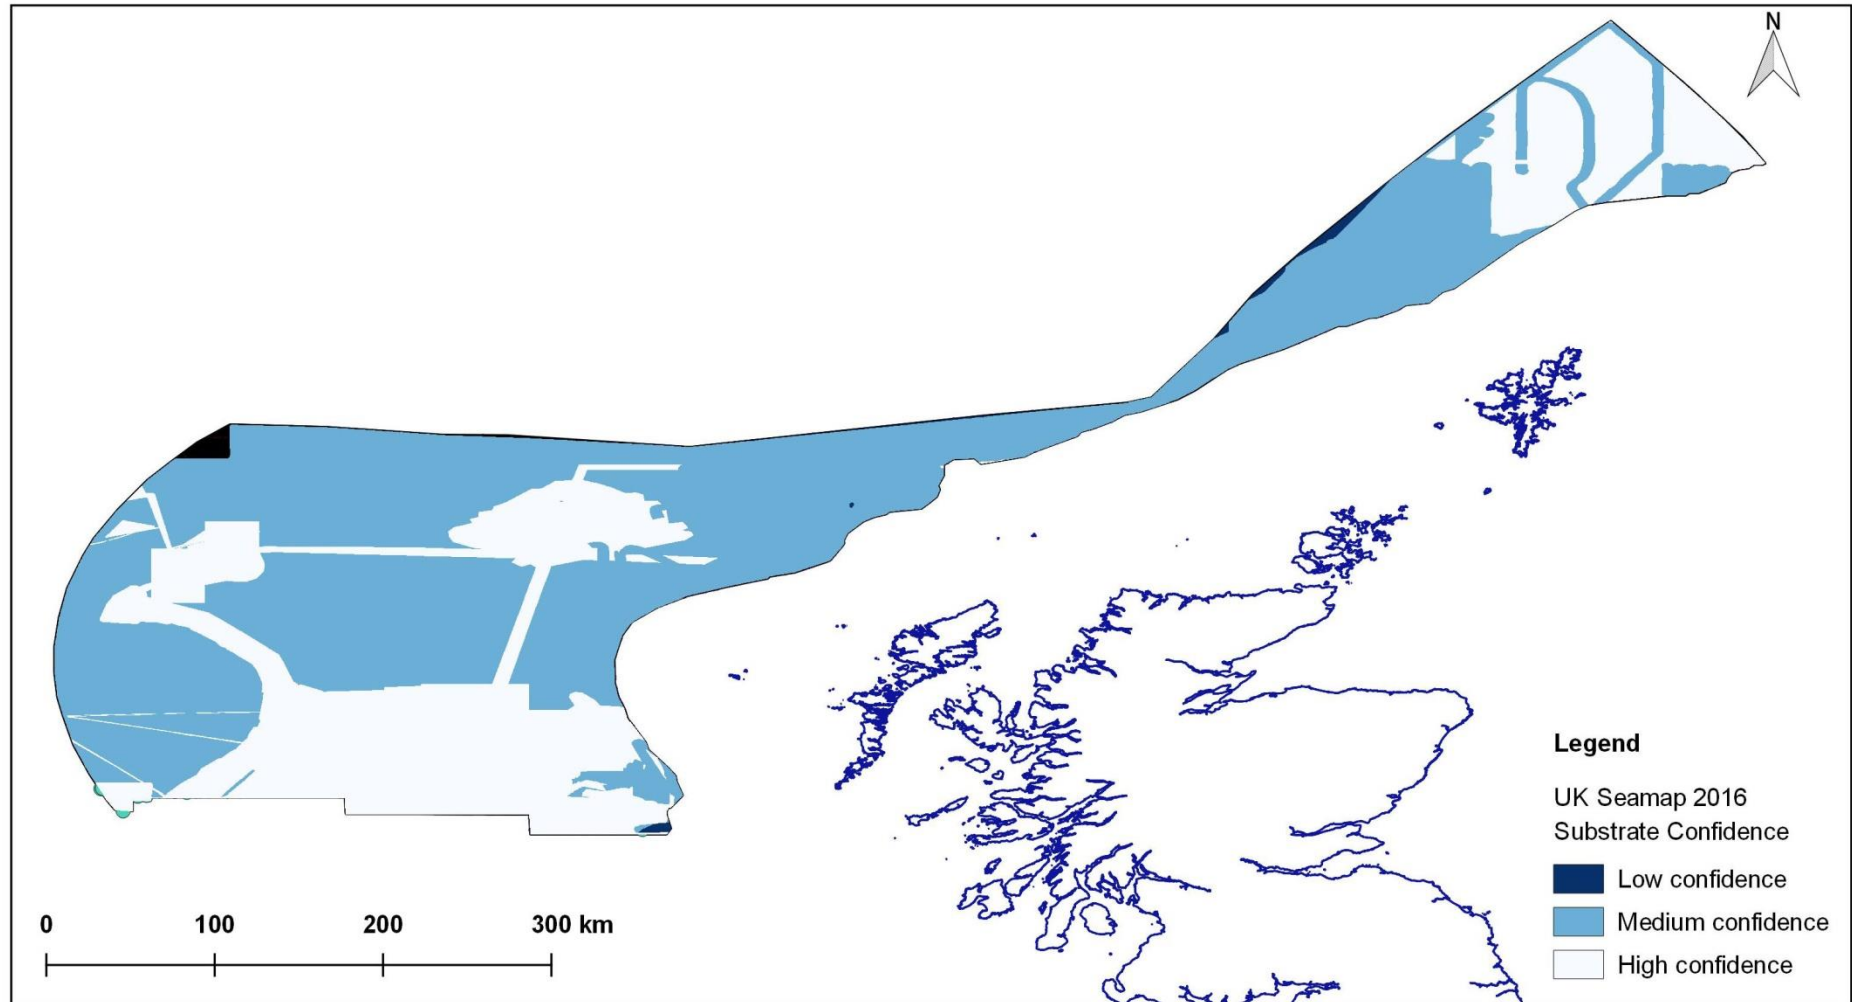 N
Legend
UK Seamap 2016
Substrate Confidence
Low confidence
Medium confidence
High confidence
0 100 200 300 km